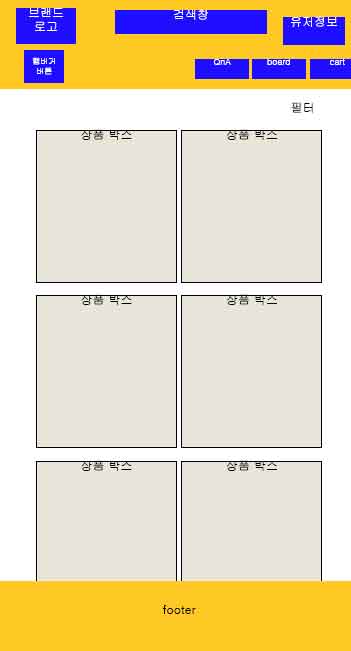 브랜드
로고
검색창
유저정보
햄버거
버튼
QnA
board
cart
필터
상품 박스
상품 박스
상품 박스
상품 박스
상품 박스
상품 박스
footer